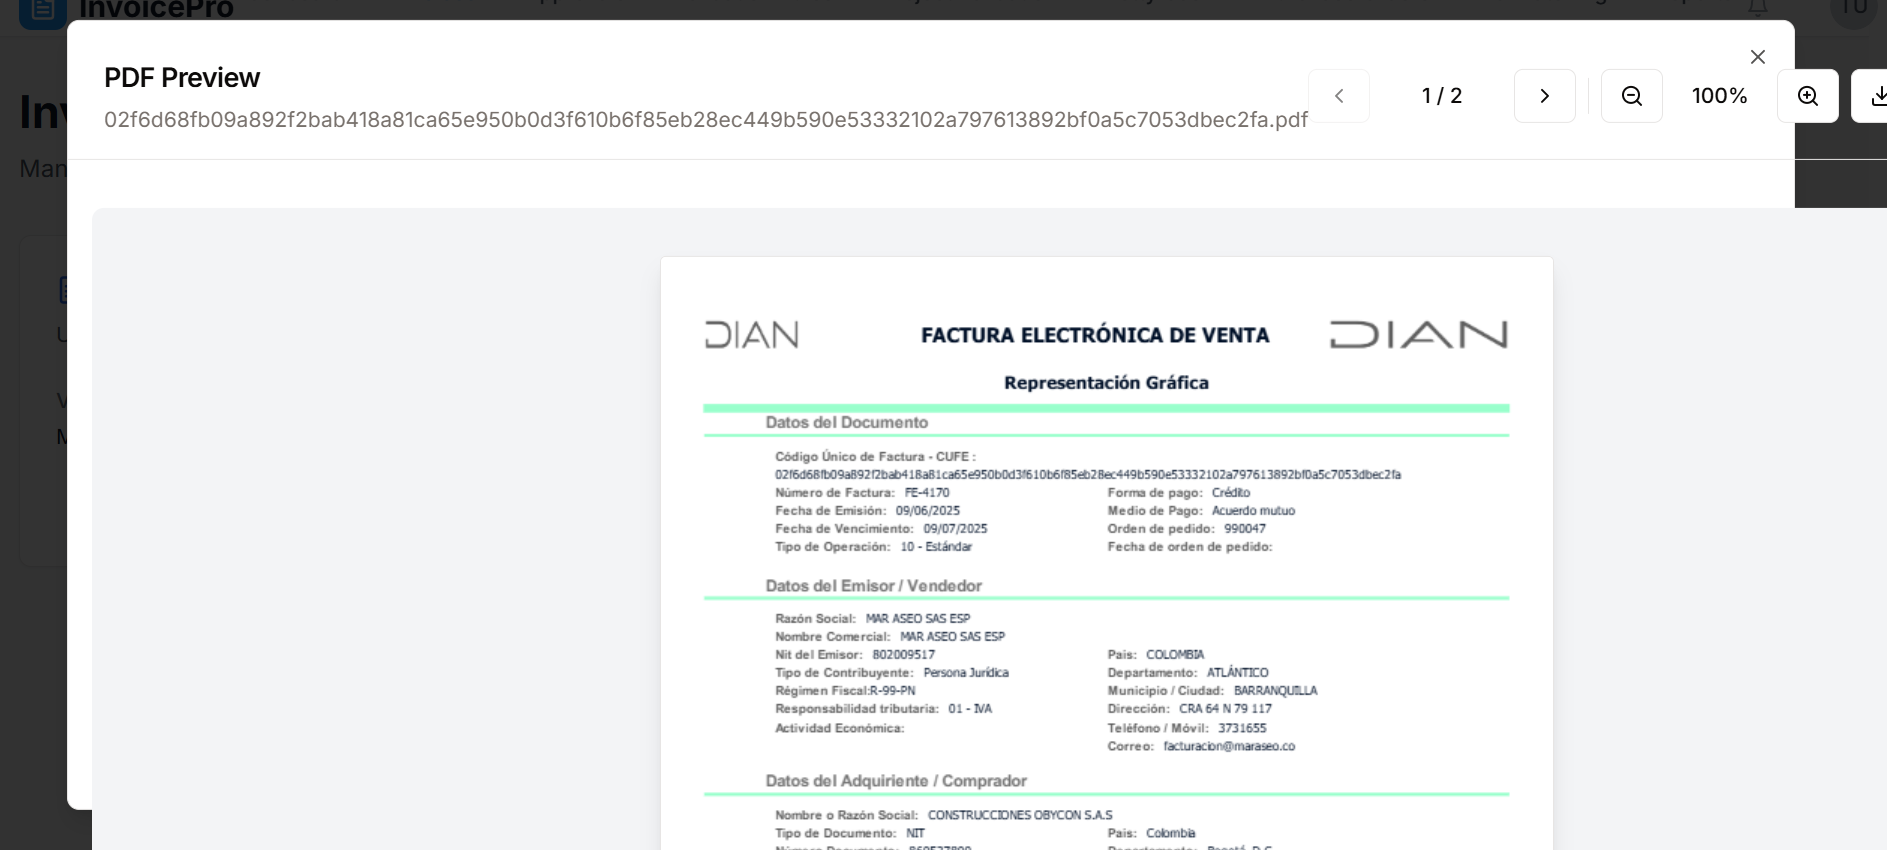 InvoicePro
TU
PDF Preview
02f6d68fb09a892f2bab418a81ca65e950b0d3f610b6f85eb28ec449b590e53332102a797613892bf0a5c7053dbec2fa.pdf
1 / 2
100%
Inv
Man
DIAN
FACTURA ELECTRÓNICA DE VENTA
DIAN
Representación Gráfica
Datos del Documento
Código Único de Factura - CUFE :
02f6d68fb09a892f2bab418a81ca65e950b0d3f610b6f85eb28ec449b590e53332102a797613892bf0a5c7053dbec2fa
Número de Factura: FE-4170 Forma de pago: Crédito
Fecha de Emisión: 09/06/2025 Medio de Pago: Acuerdo mutuo
Fecha de Vencimiento: 09/07/2025 Orden de pedido: 990047
Tipo de Operación: 10 - Estándar Fecha de orden de pedido:
Datos del Emisor / Vendedor
Razón Social: MAR ASEO SAS ESP
Nombre Comercial: MAR ASEO SAS ESP
Nit del Emisor: 802009517 País: COLOMBIA
Tipo de Contribuyente: Persona Jurídica Departamento: ATLÁNTICO
Régimen Fiscal:R-99-PN Municipio / Ciudad: BARRANQUILLA
Responsabilidad tributaria: 01 - IVA Dirección: CRA 64 N 79 117
Actividad Económica: Teléfono / Móvil: 3731655
Correo: facturacion@maraseo.co
Datos del Adquiriente / Comprador
Nombre o Razón Social: CONSTRUCCIONES OBYCON S.A.S
Tipo de Documento: NIT País: Colombia